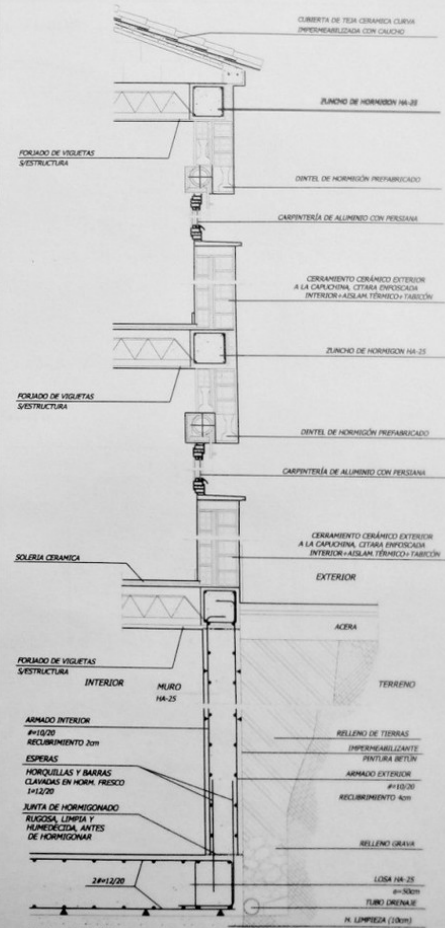 CUBIERTA DE TEJA CERAMICA CURVA
IMPERMEABILIZADA CON CAUCHO
ZUNCHO DE HORMIGON HA-25
FORJADO DE VIGUETAS
S/ESTRUCTURA
DINTEL DE HORMIGÓN PREFABRICADO
CARPINTERÍA DE ALUMINIO CON PERSIANA
CERRAMIENTO CERÁMICO EXTERIOR
A LA CAPUCHINA, CITARA ENFOSCADA
INTERIOR+AISLAM.TÉRMICO+TABICÓN
ZUNCHO DE HORMIGON HA-25
FORJADO DE VIGUETAS
S/ESTRUCTURA
DINTEL DE HORMIGÓN PREFABRICADO
CARPINTERÍA DE ALUMINIO CON PERSIANA
CERRAMIENTO CERÁMICO EXTERIOR
A LA CAPUCHINA, CITARA ENFOSCADA
INTERIOR+AISLAM.TÉRMICO+TABICÓN
SOLERIA CERAMICA
EXTERIOR
ACERA
FORJADO DE VIGUETAS
S/ESTRUCTURA
INTERIOR
MURO
HA-25
TERRENO
ARMADO INTERIOR
#=10/20
RECUBRIMIENTO 2cm
RELLENO DE TIERRAS
IMPERMEABILIZANTE
PINTURA BETÚN
ESPERAS
HORQUILLAS Y BARRAS
CLAVADAS EN HORM. FRESCO
1=12/20
ARMADO EXTERIOR
#=10/20
RECUBRIMIENTO 4cm
JUNTA DE HORMIGONADO
RUGOSA, LIMPIA Y
HUMEDECIDA, ANTES
DE HORMIGONAR
RELLENO GRAVA
2#=12/20
LOSA HA-25
e=50cm
TUBO DRENAJE
H. LIMPIEZA (10cm)